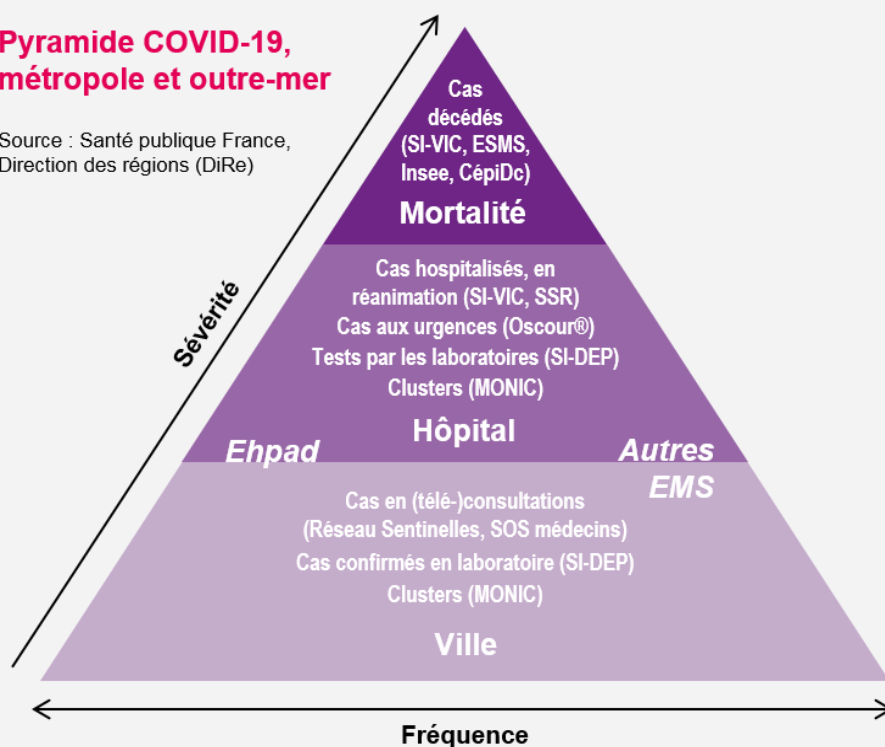 Pyramide COVID-19,
métropole et outre-mer
Source : Santé publique France,
Direction des régions (DiRe)
Sévérité
Cas
décédés
(SI-VIC, ESMS,
Insee, CépiDc)
Mortalité
Cas hospitalisés, en
réanimation (SI-VIC, SSR)
Cas aux urgences (Oscour®)
Tests par les laboratoires (SI-DEP)
Clusters (MONIC)
Hôpital
Ehpad
Autres
EMS
Cas en (télé-)consultations
(Réseau Sentinelles, SOS médecins)
Cas confirmés en laboratoire (SI-DEP)
Clusters (MONIC)
Ville
Fréquence